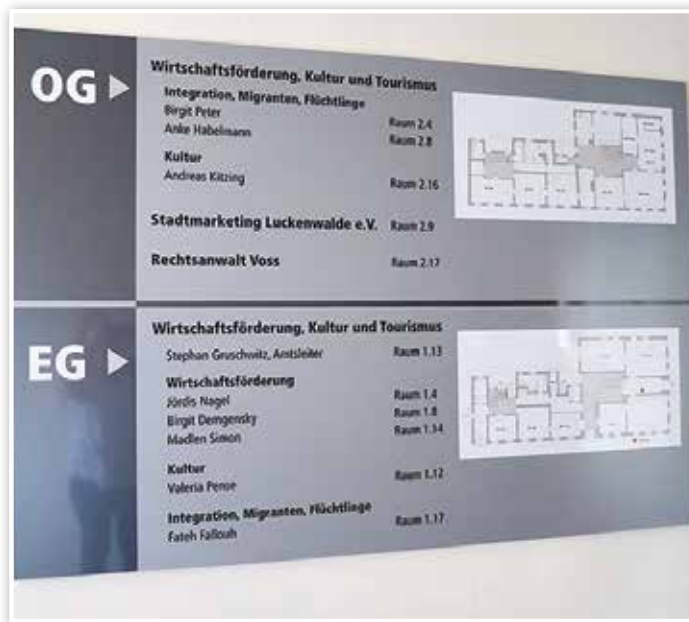 OG
Wirtschaftsförderung, Kultur und Tourismus
Integration, Migranten, Flüchtlinge
Birgit Peter Raum 2.4
Anke Habelmann Raum 2.8
Kultur
Andreas Kitzing Raum 2.16
Stadtmarketing Luckenwalde e.V. Raum 2.9
Rechtsanwalt Voss Raum 2.17
EG
Wirtschaftsförderung, Kultur und Tourismus
Stephan Gruschwitz, Amtsleiter Raum 1.13
Wirtschaftsförderung
Jördis Nagel Raum 1.4
Birgit Demgensky Raum 1.8
Madlen Simon Raum 1.14
Kultur
Valeria Pense Raum 1.12
Integration, Migranten, Flüchtlinge
Fateh Fallouh Raum 1.17